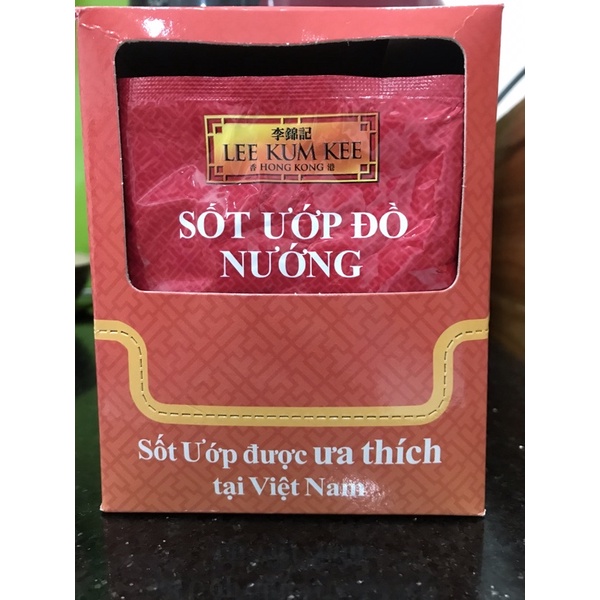 李錦記
LEE KUM KEE
香 HONG KONG 港
SỐT ƯỚP ĐỒ
NƯỚNG
Sốt Ướp được ưa thích
tại Việt Nam